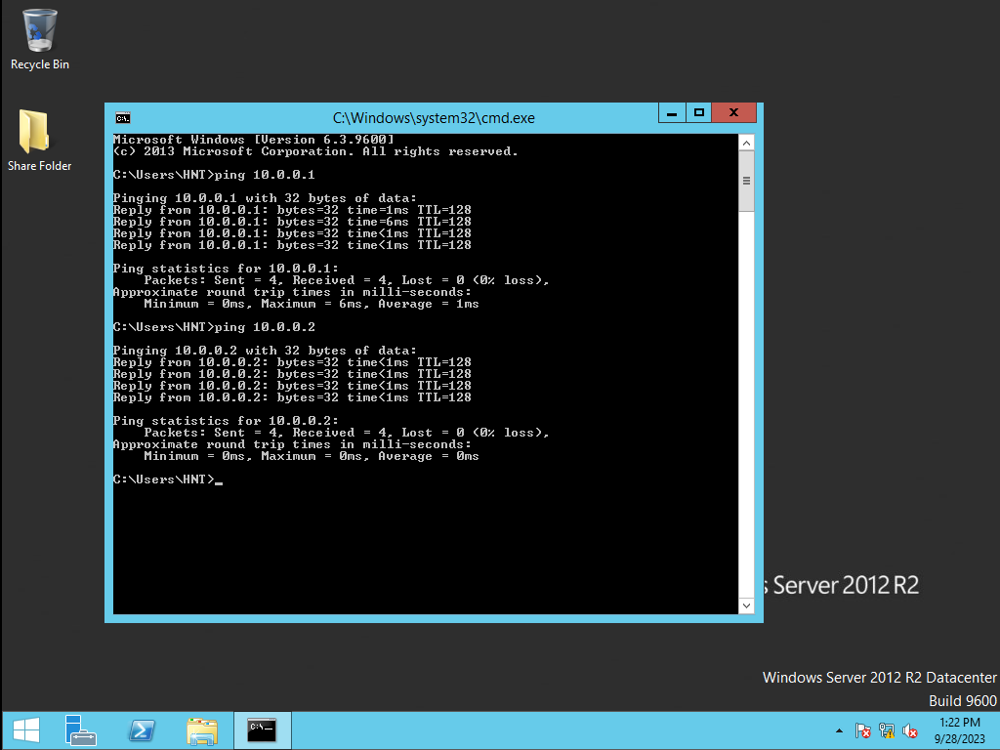 Recycle Bin
Share Folder
C:\Windows\system32\cmd.exe
Microsoft Windows [Version 6.3.9600]
(c) 2013 Microsoft Corporation. All rights reserved.
C:\Users\HNT>ping 10.0.0.1
Pinging 10.0.0.1 with 32 bytes of data:
Reply from 10.0.0.1: bytes=32 time=1ms TTL=128
Reply from 10.0.0.1: bytes=32 time=6ms TTL=128
Reply from 10.0.0.1: bytes=32 time<1ms TTL=128
Reply from 10.0.0.1: bytes=32 time<1ms TTL=128
Ping statistics for 10.0.0.1:
Packets: Sent = 4, Received = 4, Lost = 0 (0% loss),
Approximate round trip times in milli-seconds:
Minimum = 0ms, Maximum = 6ms, Average = 1ms
C:\Users\HNT>ping 10.0.0.2
Pinging 10.0.0.2 with 32 bytes of data:
Reply from 10.0.0.2: bytes=32 time<1ms TTL=128
Reply from 10.0.0.2: bytes=32 time<1ms TTL=128
Reply from 10.0.0.2: bytes=32 time<1ms TTL=128
Reply from 10.0.0.2: bytes=32 time<1ms TTL=128
Ping statistics for 10.0.0.2:
Packets: Sent = 4, Received = 4, Lost = 0 (0% loss),
Approximate round trip times in milli-seconds:
Minimum = 0ms, Maximum = 0ms, Average = 0ms
C:\Users\HNT>_
s Server 2012 R2
Windows Server 2012 R2 Datacenter
Build 9600
1:22 PM
9/28/2023